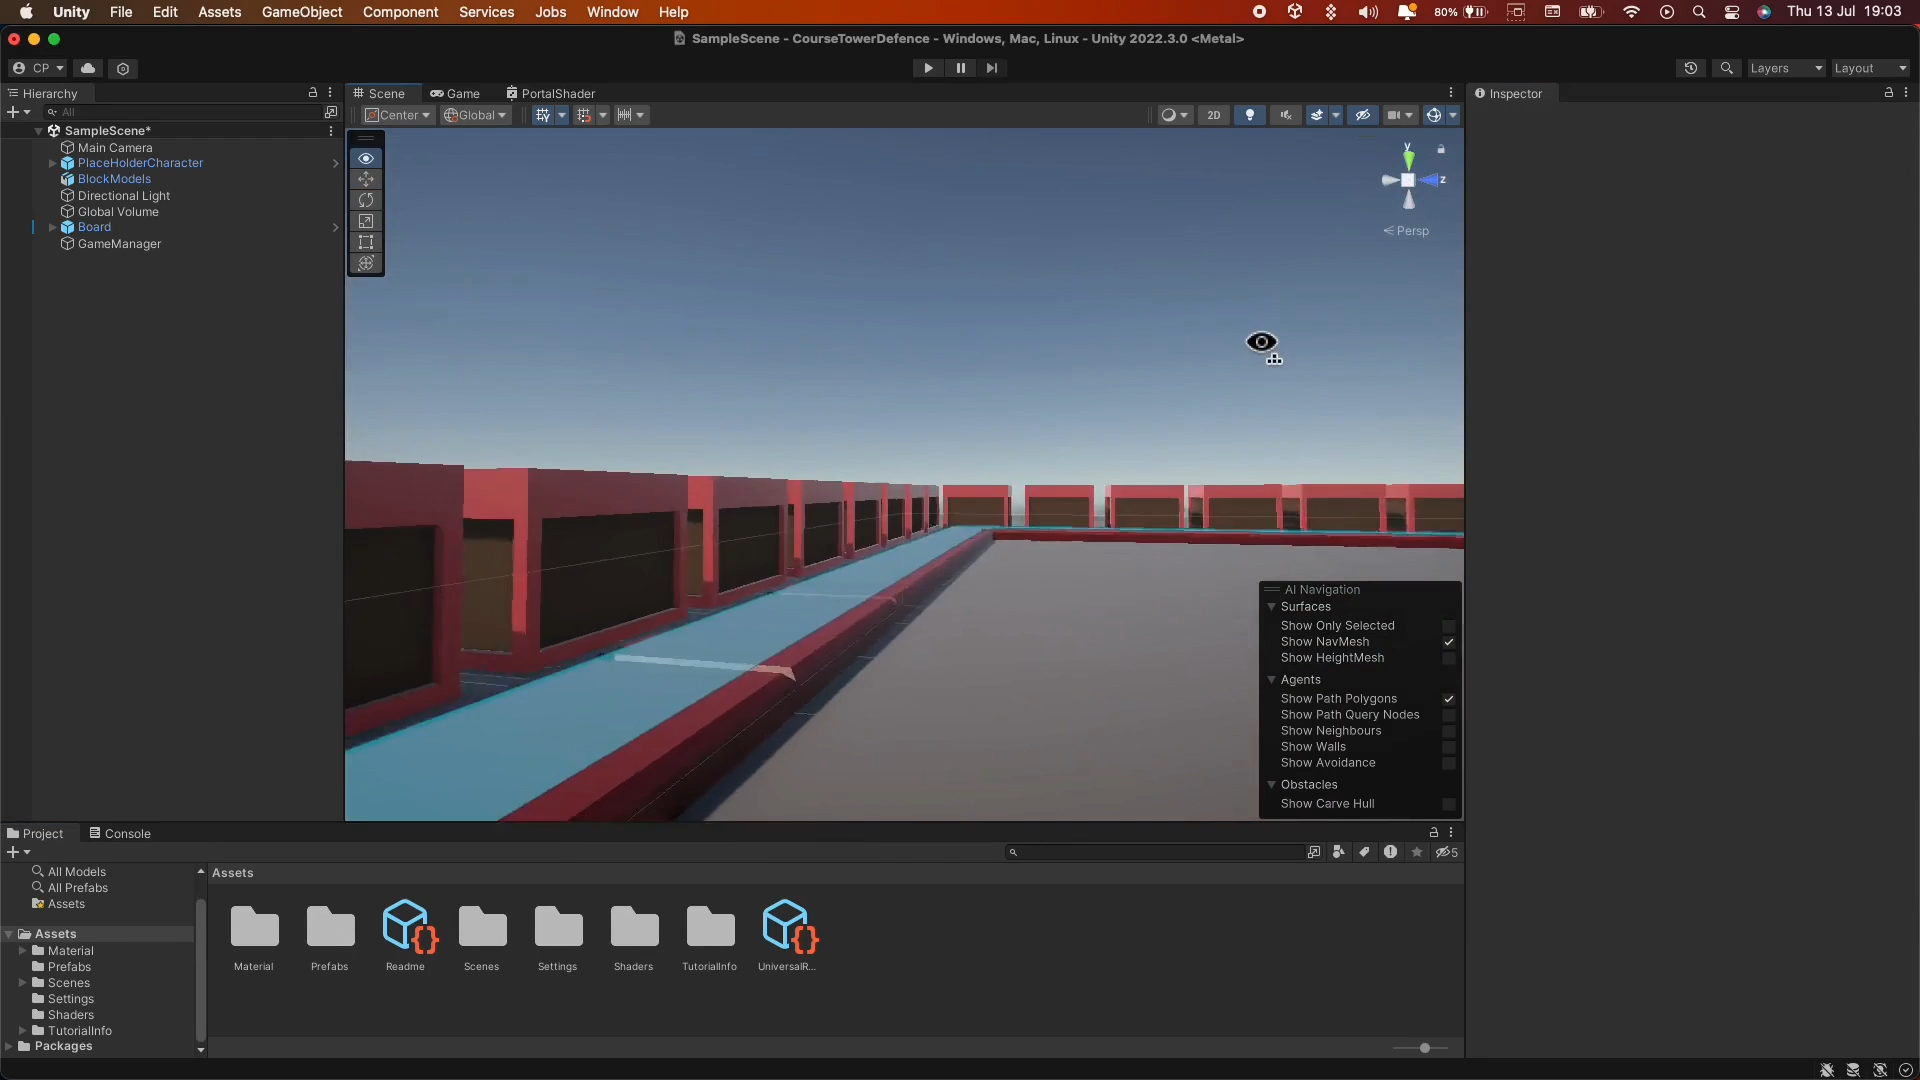 Unity File Edit Assets GameObject Component Services Jobs Window Help 80% Thu 13 Jul 19:03
SampleScene - CourseTowerDefence - Windows, Mac, Linux - Unity 2022.3.0 <Metal>
CP
Layers Layout
Hierarchy
Scene Game PortalShader
Inspector
All
Center Global 2D
SampleScene*
Main Camera
PlaceHolderCharacter
BlockModels
Directional Light
Global Volume
Board
GameManager
y
z
Persp
AI Navigation
Surfaces
Show Only Selected
Show NavMesh
Show HeightMesh
Agents
Show Path Polygons
Show Path Query Nodes
Show Neighbours
Show Walls
Show Avoidance
Obstacles
Show Carve Hull
Project Console
5
All Models
All Prefabs
Assets
Assets
Material
Prefabs
Scenes
Settings
Shaders
TutorialInfo
Packages
Assets
Material Prefabs Readme Scenes Settings Shaders TutorialInfo UniversalR...